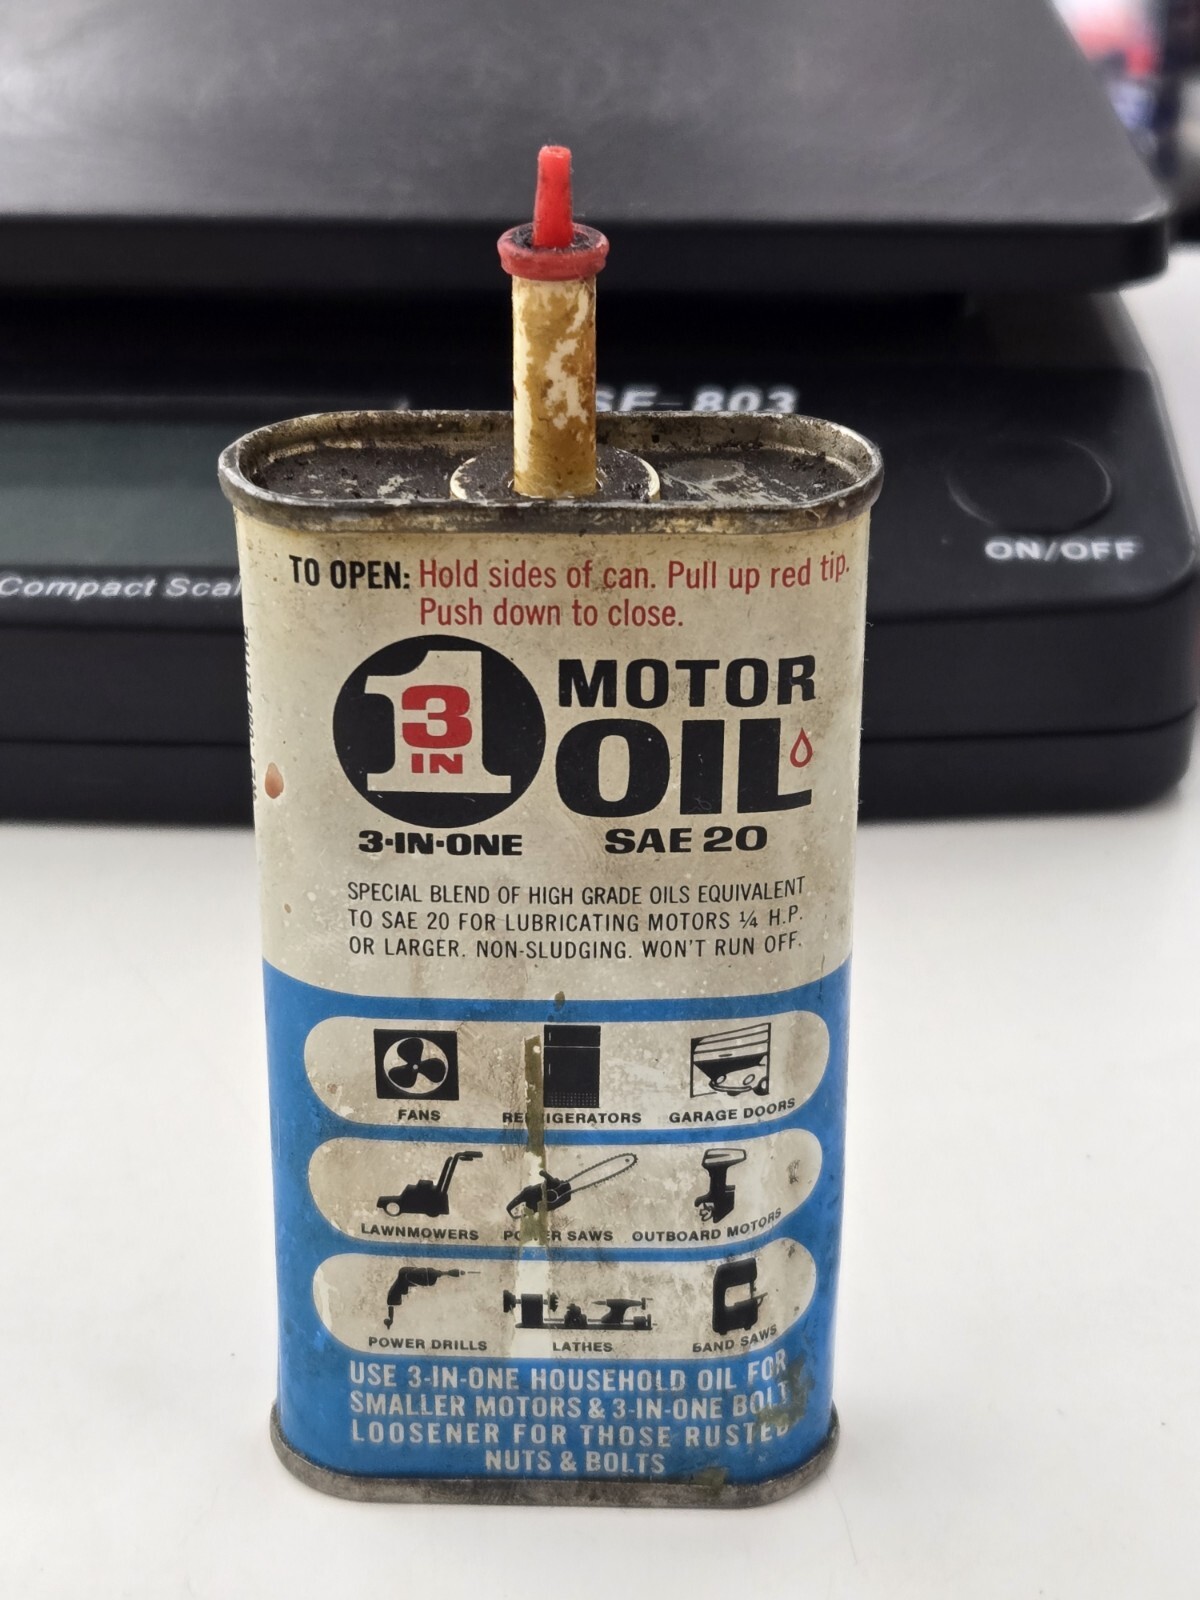 SF-803
ON/OFF
Compact Scal
TO OPEN: Hold sides of can. Pull up red tip.
Push down to close.
1
3
IN
3-IN-ONE
MOTOR
OIL
SAE 20
SPECIAL BLEND OF HIGH GRADE OILS EQUIVALENT
TO SAE 20 FOR LUBRICATING MOTORS ¼ H.P.
OR LARGER. NON-SLUDGING. WON'T RUN OFF.
FANS REFRIGERATORS GARAGE DOORS
LAWNMOWERS POWER SAWS OUTBOARD MOTORS
POWER DRILLS LATHES BAND SAWS
USE 3-IN-ONE HOUSEHOLD OIL FOR
SMALLER MOTORS & 3-IN-ONE BOLT
LOOSENER FOR THOSE RUSTED
NUTS & BOLTS